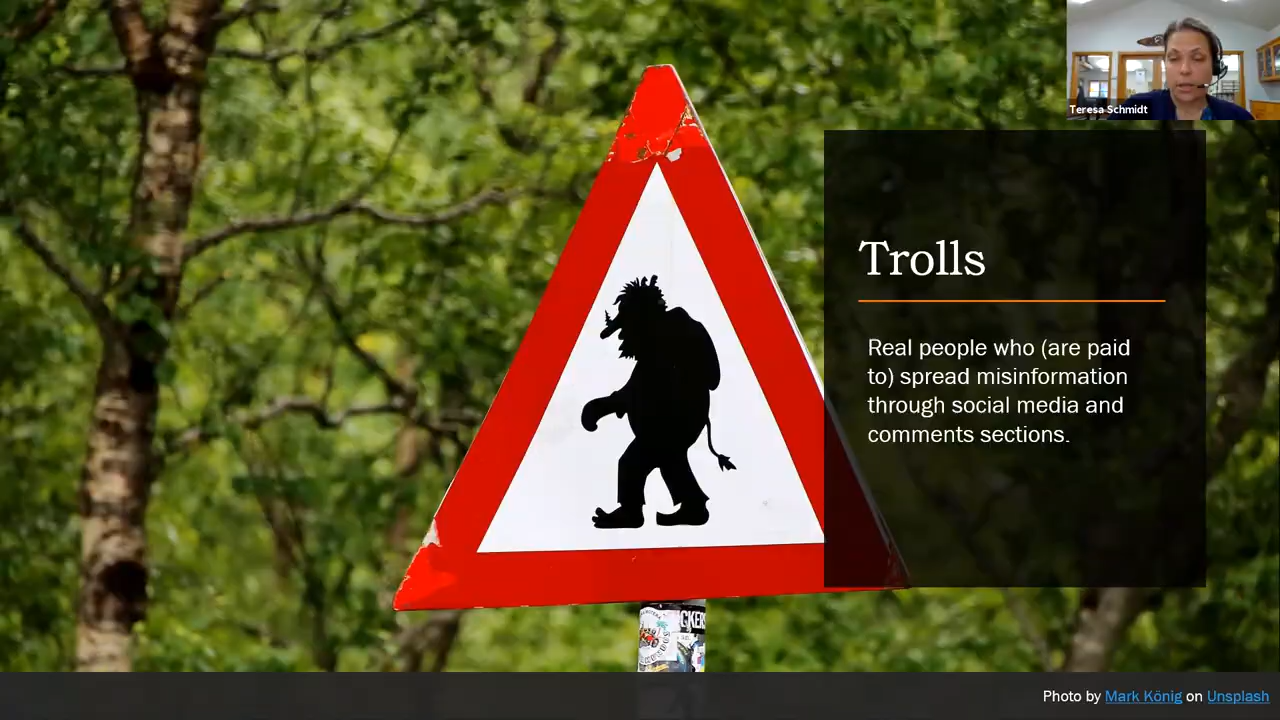 Teresa Schmidt
Trolls
Real people who (are paid
to) spread misinformation
through social media and
comments sections.
Photo by Mark König on Unsplash